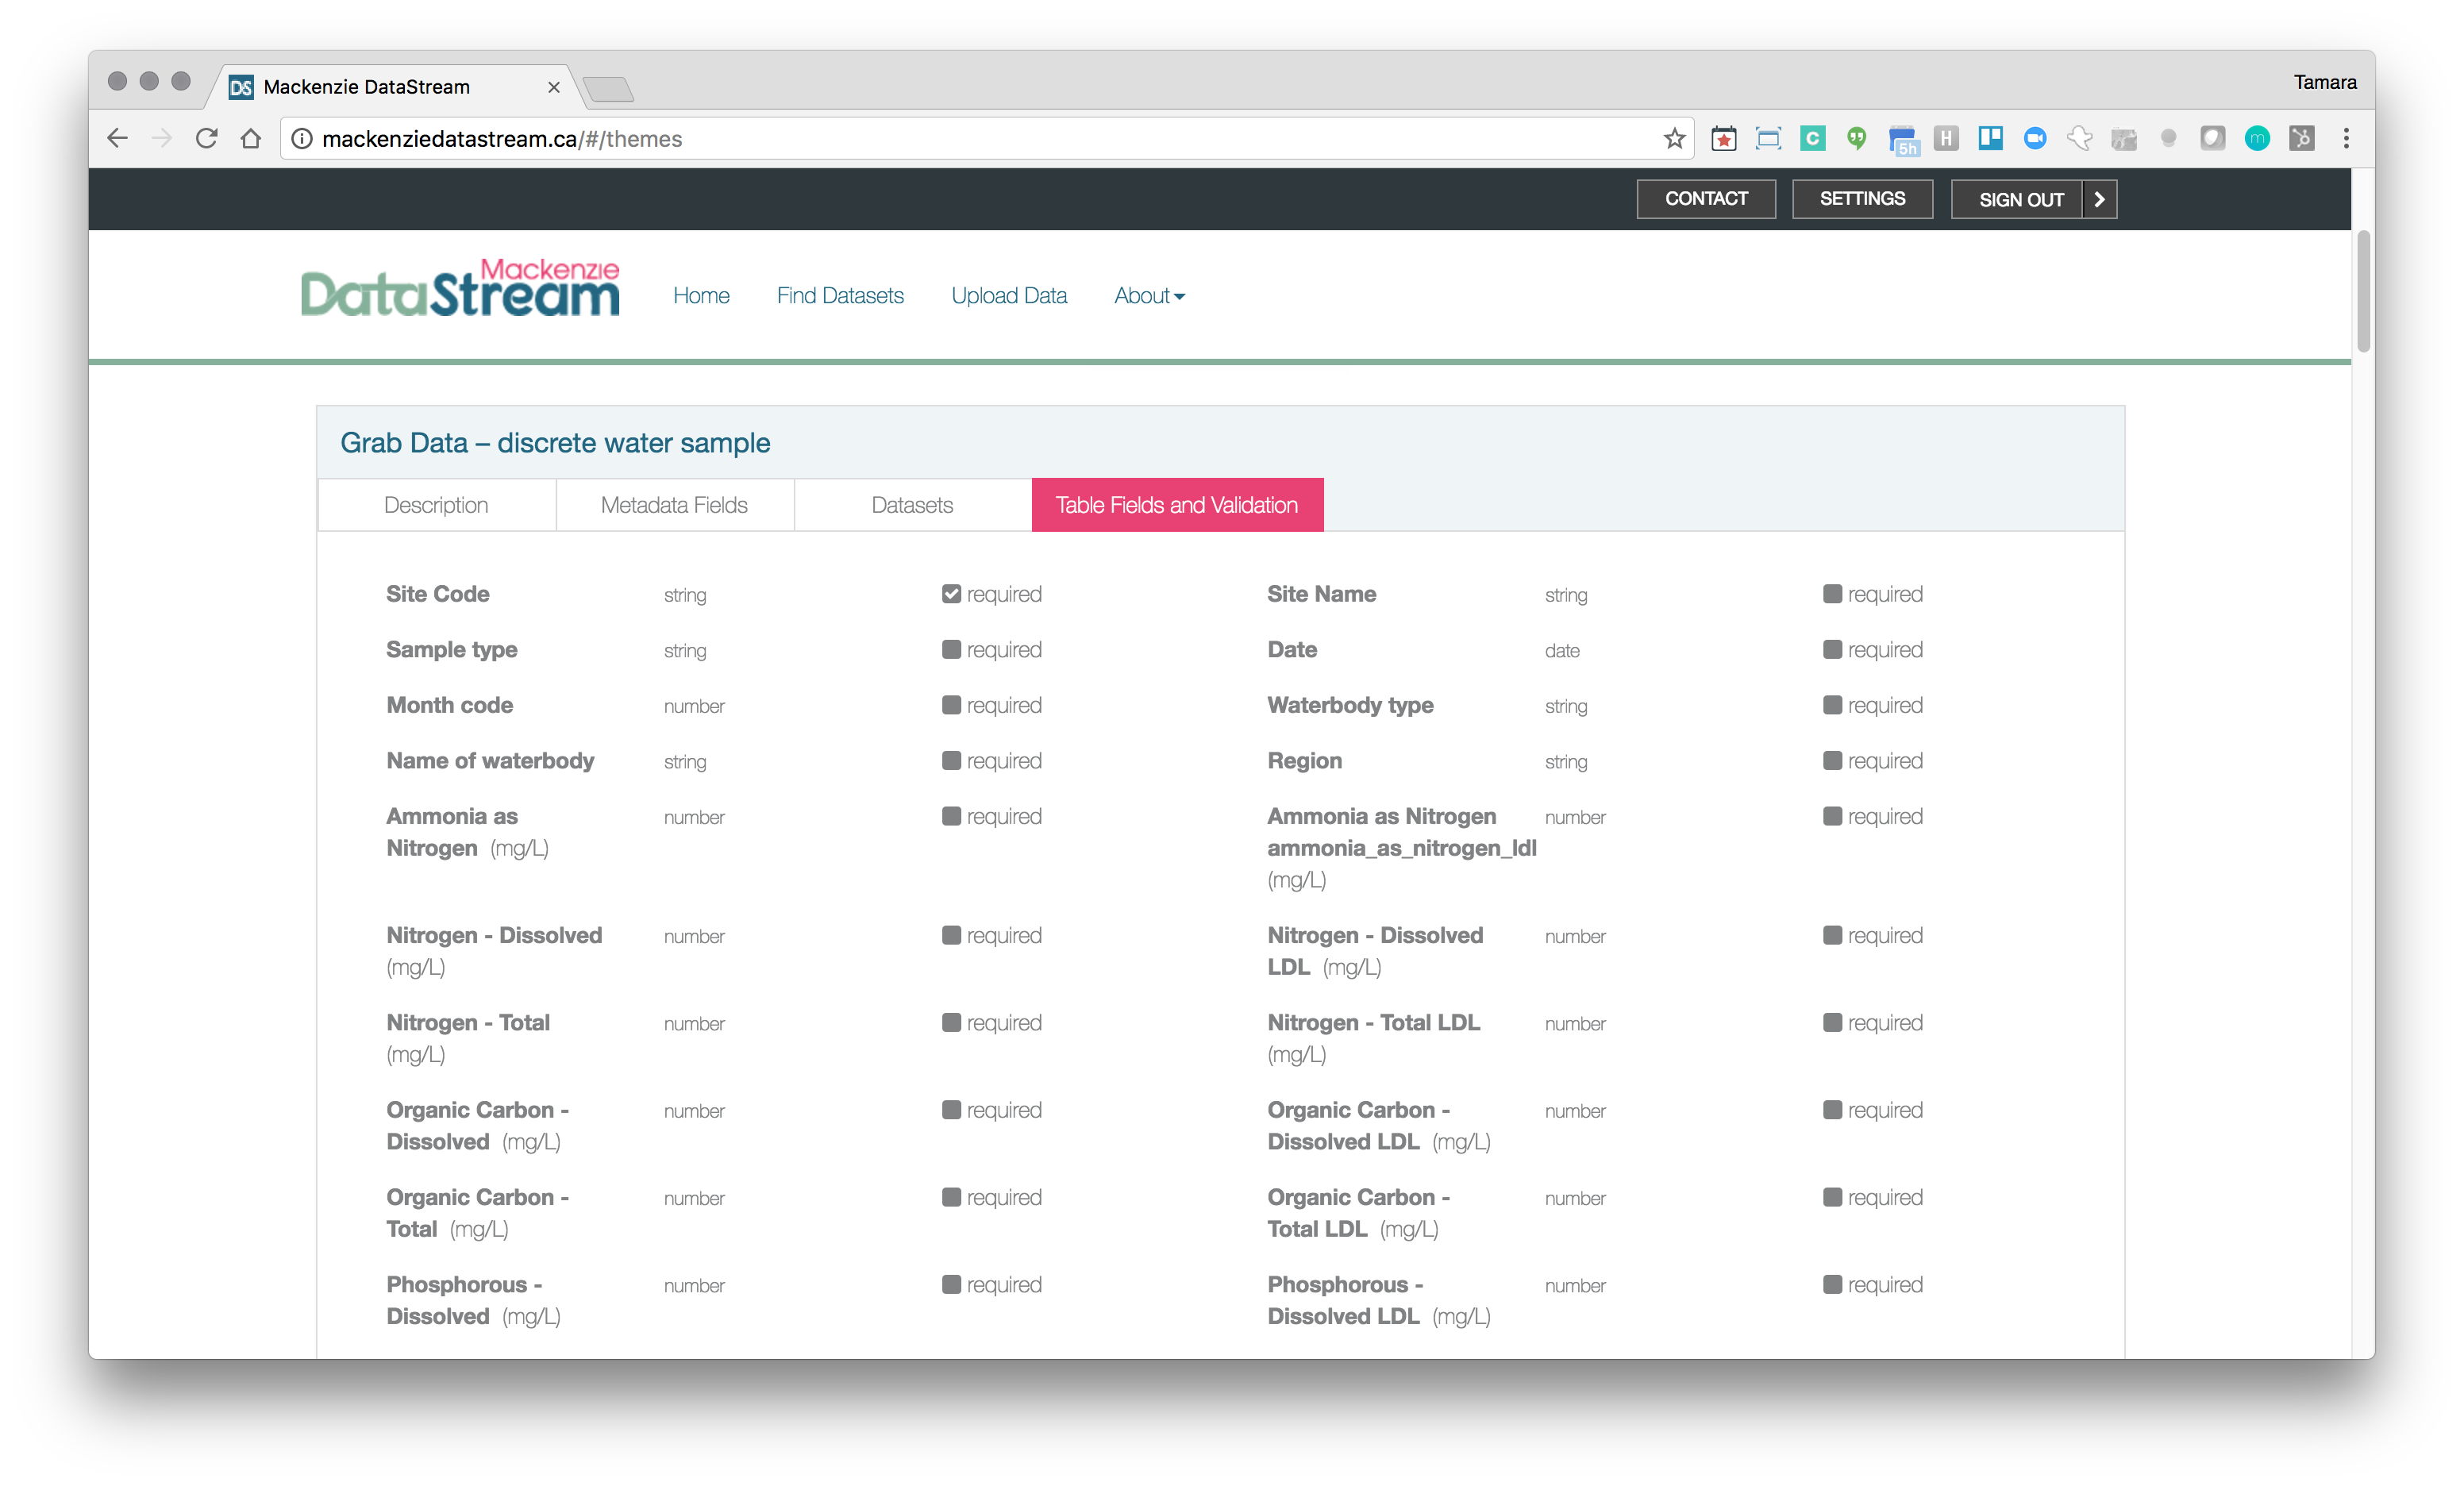 Mackenzie DataStream
Tamara
mackenziedatastream.ca/#/themes
5h
CONTACT
SETTINGS
SIGN OUT
Mackenzie
DataStream
Home
Find Datasets
Upload Data
About
Grab Data – discrete water sample
Description
Metadata Fields
Datasets
Table Fields and Validation
Site Code string required Site Name string required
Sample type string required Date date required
Month code number required Waterbody type string required
Name of waterbody string required Region string required
Ammonia as number required Ammonia as Nitrogen number required
Nitrogen (mg/L) ammonia_as_nitrogen_ldl
(mg/L)
Nitrogen - Dissolved number required Nitrogen - Dissolved number required
(mg/L) LDL (mg/L)
Nitrogen - Total number required Nitrogen - Total LDL number required
(mg/L) (mg/L)
Organic Carbon - number required Organic Carbon - number required
Dissolved (mg/L) Dissolved LDL (mg/L)
Organic Carbon - number required Organic Carbon - number required
Total (mg/L) Total LDL (mg/L)
Phosphorous - number required Phosphorous - number required
Dissolved (mg/L) Dissolved LDL (mg/L)